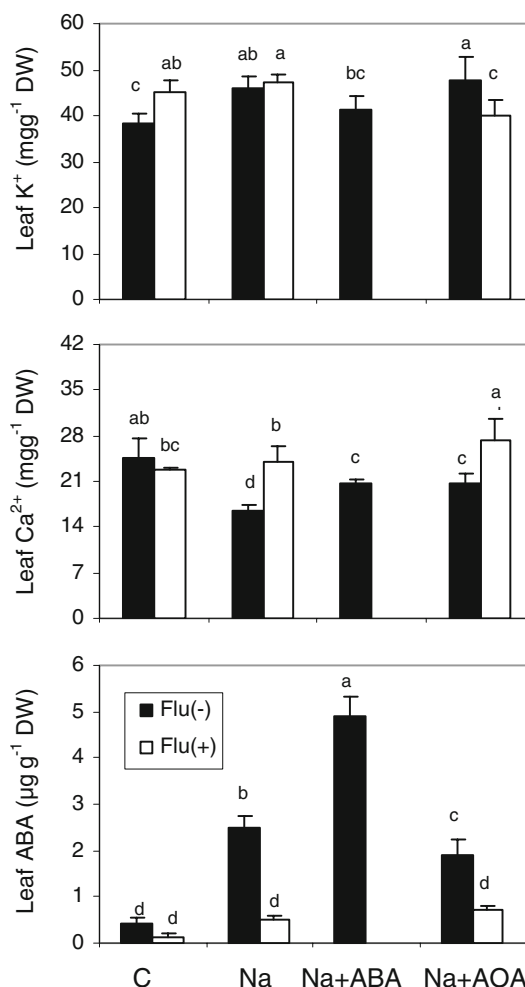 Leaf K+ (mgg-1 DW)
60
50
40
30
20
10
0
c
ab
ab
a
bc
a
c
Leaf Ca2+ (mgg-1 DW)
42
35
28
21
14
7
0
ab
bc
d
b
c
c
a
Leaf ABA (µg g-1 DW)
6
5
4
3
2
1
0
Flu(-)
Flu(+)
d
d
b
d
a
c
d
C
Na
Na+ABA
Na+AOA